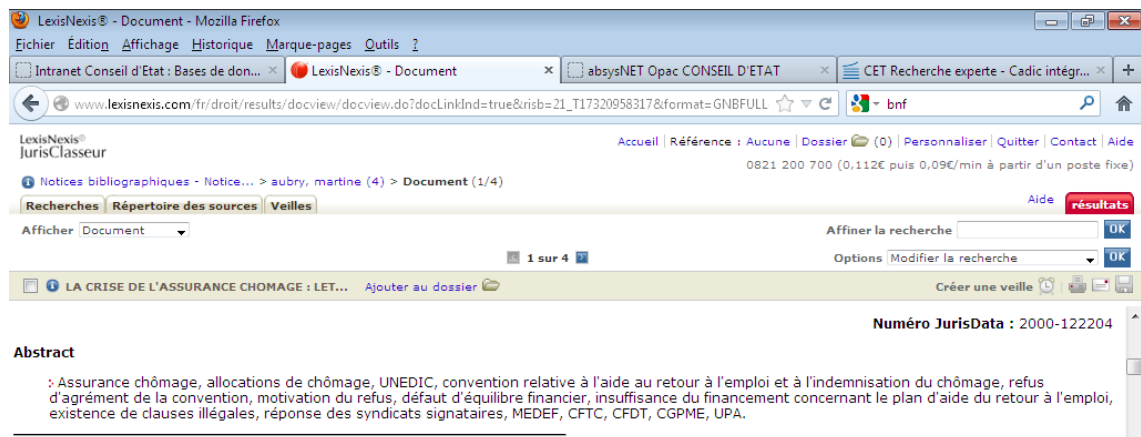 LexisNexis® - Document - Mozilla Firefox
Fichier Édition Affichage Historique Marque-pages Outils ?
Intranet Conseil d'Etat : Bases de don... LexisNexis® - Document absysNET Opac CONSEIL D'ETAT CET Recherche experte - Cadic intégr...
www.lexisnexis.com/fr/droit/results/docview/docview.do?docLinkInd=true&risb=21_T17320958317&format=GNBFULL bnf
LexisNexis®
JurisClasseur
Accueil | Référence : Aucune | Dossier (0) | Personnaliser | Quitter | Contact | Aide
0821 200 700 (0,112€ puis 0,09€/min à partir d'un poste fixe)
Notices bibliographiques - Notice... > aubry, martine (4) > Document (1/4)
Recherches Répertoire des sources Veilles Aide résultats
Afficher Document Affiner la recherche OK
1 sur 4 Options Modifier la recherche OK
LA CRISE DE L'ASSURANCE CHOMAGE : LET... Ajouter au dossier Créer une veille
Numéro JurisData : 2000-122204
Abstract
Assurance chômage, allocations de chômage, UNEDIC, convention relative à l'aide au retour à l'emploi et à l'indemnisation du chômage, refus
d'agrément de la convention, motivation du refus, défaut d'équilibre financier, insuffisance du financement concernant le plan d'aide du retour à l'emploi,
existence de clauses illégales, réponse des syndicats signataires, MEDEF, CFTC, CFDT, CGPME, UPA.